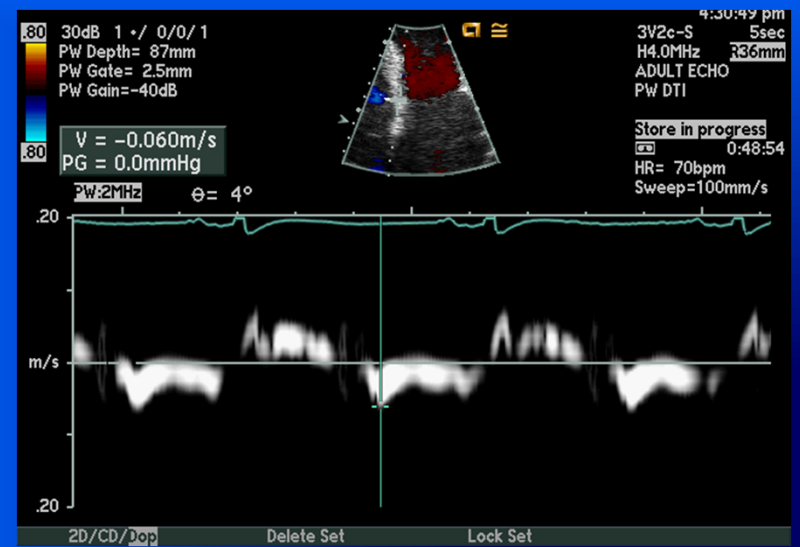 4:30:49 pm
.80
30dB 1 +/ 0/0/1
PW Depth= 87mm
PW Gate= 2.5mm
PW Gain=-40dB
3V2c-S 5sec
H4.0MHz R36mm
ADULT ECHO
PW DTI
.80
V = -0.060m/s
PG = 0.0mmHg
Store in progress
0:48:54
HR= 70bpm
Sweep=100mm/s
PW:2MHz θ= 4°
.20
m/s
.20
2D/CD/Dop Delete Set Lock Set